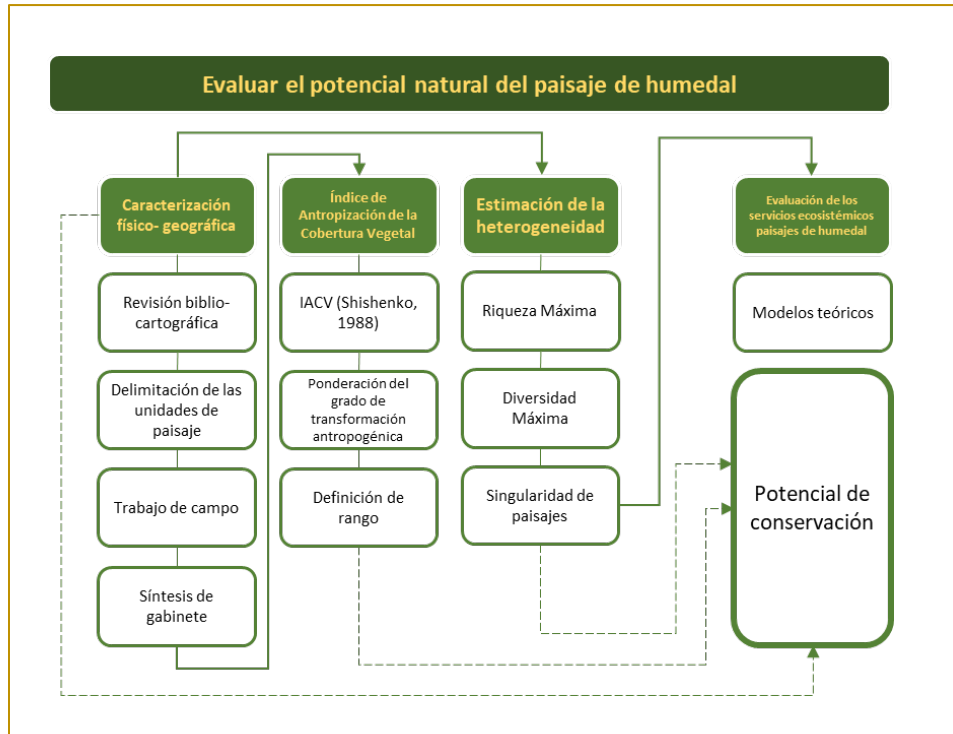 Evaluar el potencial natural del paisaje de humedal
Caracterización
físico- geográfica
Revisión biblio-
cartográfica
Delimitación de las
unidades de
paisaje
Trabajo de campo
Síntesis de
gabinete
Índice de
Antropización de la
Cobertura Vegetal
IACV (Shishenko,
1988)
Ponderación del
grado de
transformación
antropogénica
Definición de
rango
Estimación de la
heterogeneidad
Riqueza Máxima
Diversidad
Máxima
Singularidad de
paisajes
Evaluación de los
servicios ecosistémicos
paisajes de humedal
Modelos teóricos
Potencial de
conservación